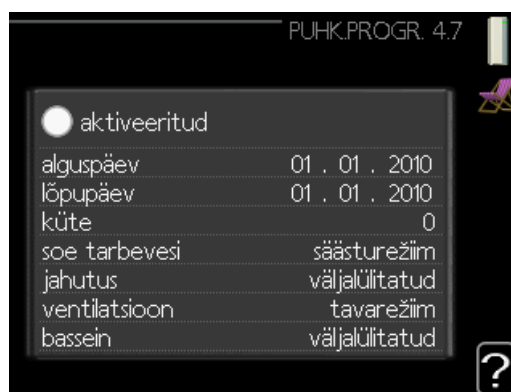 PUHK.PROGR. 4.7
aktiveeritud
alguspäev 01 . 01 . 2010
lõpupäev 01 . 01 . 2010
küte 0
soe tarbevesi säästurežiim
jahutus väljalülitatud
ventilatsioon tavarežiim
bassein väljalülitatud
?